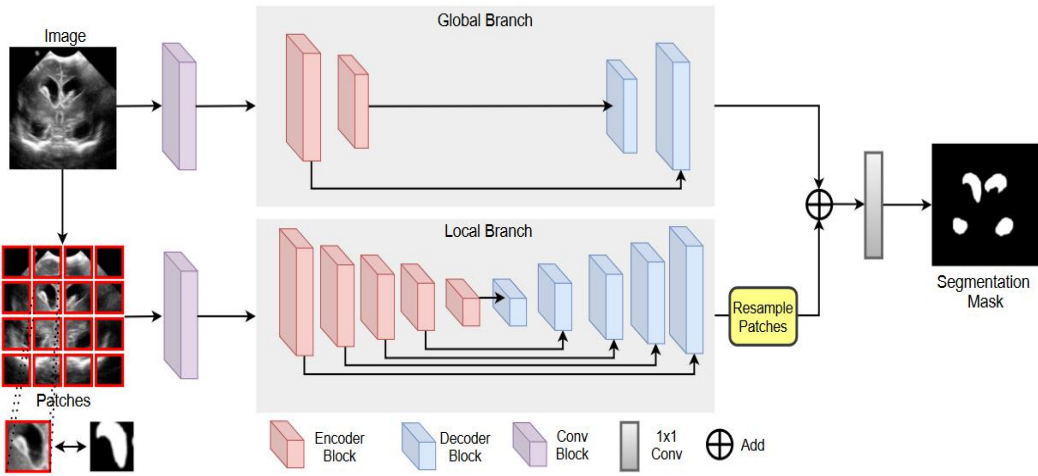 Image
Global Branch
Local Branch
Patches
Resample
Patches
Segmentation
Mask
Encoder
Block
Decoder
Block
Conv
Block
1x1
Conv
Add